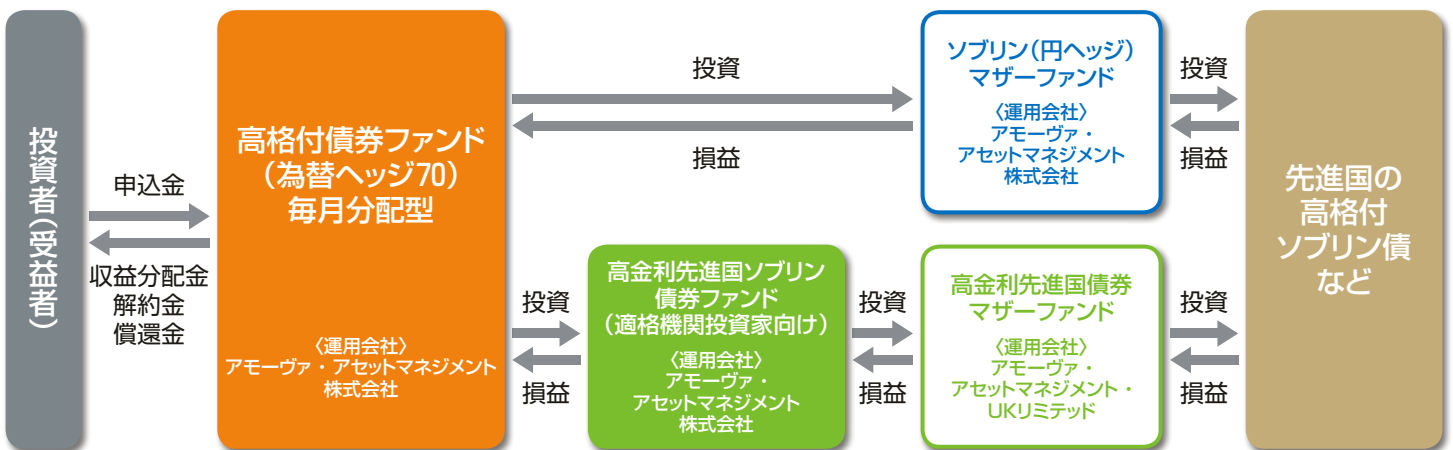 投資者（受益者）
申込金
収益分配金
解約金
償還金
高格付債券ファンド
（為替ヘッジ70）
毎月分配型
〈運用会社〉
アモーヴァ・アセットマネジメント
株式会社
投資
損益
ソブリン（円ヘッジ）
マザーファンド
〈運用会社〉
アモーヴァ・
アセットマネジメント
株式会社
投資
損益
投資
損益
高金利先進国ソブリン
債券ファンド
（適格機関投資家向け）
〈運用会社〉
アモーヴァ・
アセットマネジメント
株式会社
投資
損益
高金利先進国債券
マザーファンド
〈運用会社〉
アモーヴァ・
アセットマネジメント・
UKリミテッド
投資
損益
先進国の
高格付
ソブリン債
など